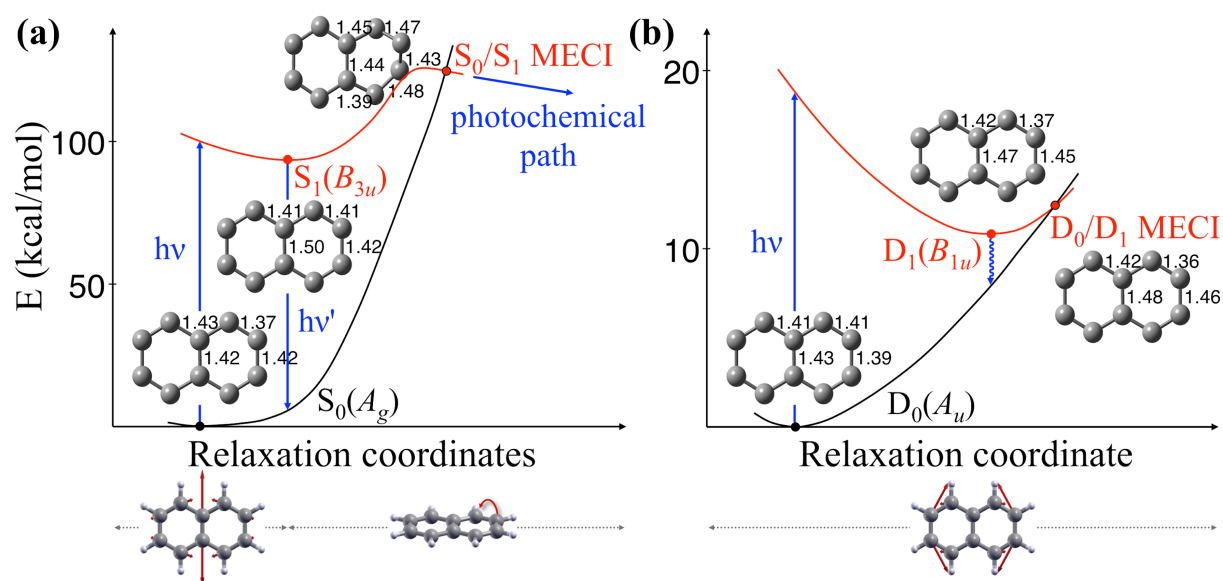 (a)
E (kcal/mol)
100
50
1.45 1.47
1.44 1.43
1.39 1.48
S0/S1 MECI
photochemical
path
S1(B3u)
1.41 1.41
1.50 1.42
hν
hν'
1.43 1.37
1.42 1.42
S0(Ag)
Relaxation coordinates
(b)
20
10
hν
1.42 1.37
1.47 1.45
D0/D1 MECI
D1(B1u)
1.42 1.36
1.48 1.46
1.41 1.41
1.43 1.39
D0(Au)
Relaxation coordinate